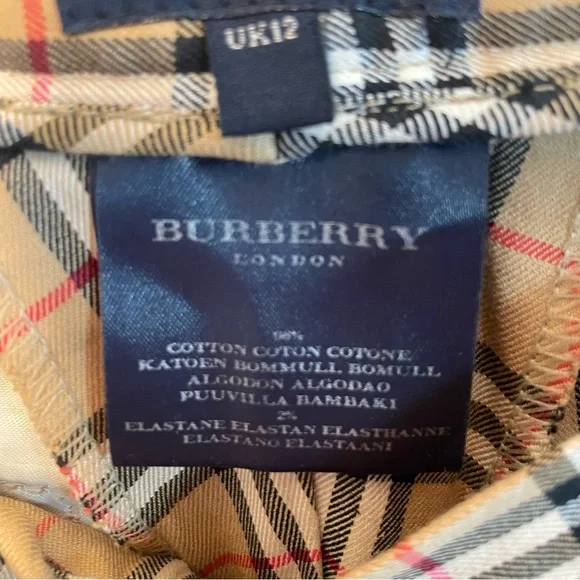 UK12
BURBERRY
LONDON
98%
COTTON COTON COTONE
KATOEN BOMMULL BOMULL
ALGODON ALGODAO
PUUVILLA BAMBAKI
2%
ELASTANE ELASTAN ELASTHANNE
ELASTANO ELASTAANI